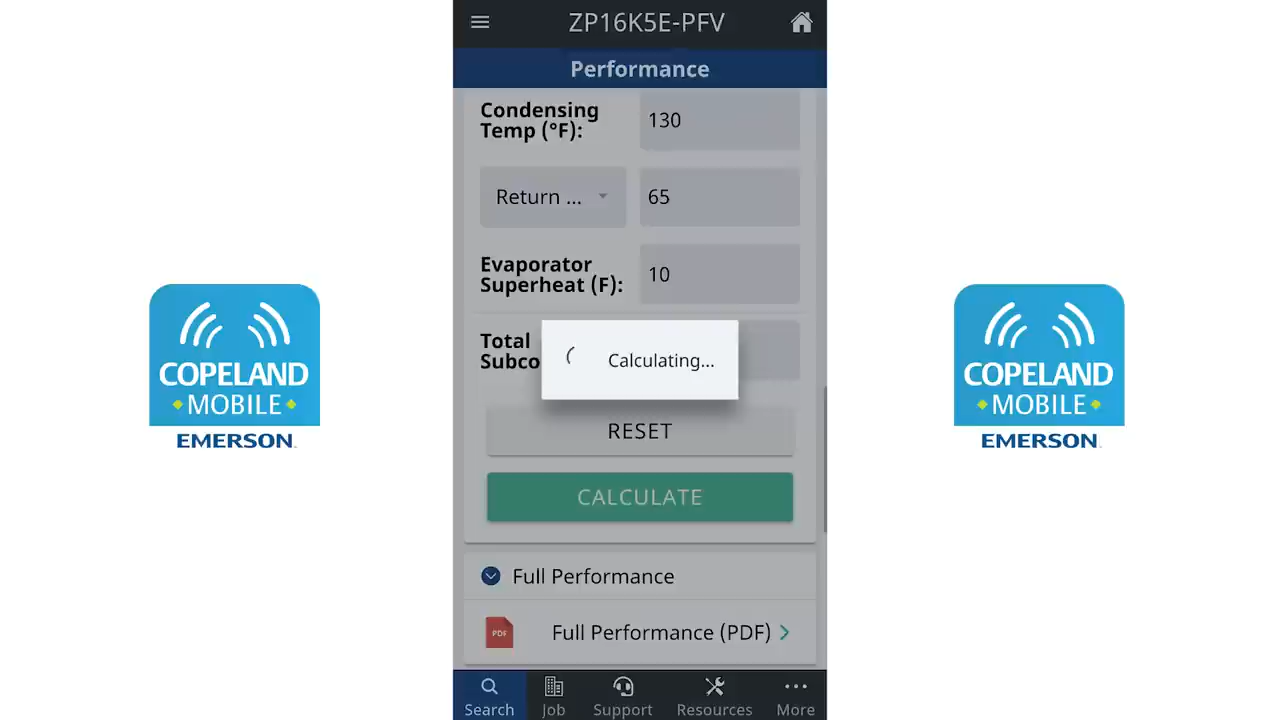 ZP16K5E-PFV
Performance
Condensing
Temp (°F):
130
Return ...
65
Evaporator
Superheat (F):
10
Total
Subco
Calculating...
RESET
CALCULATE
Full Performance
PDF
Full Performance (PDF)
Search
Job
Support
Resources
More
COPELAND
MOBILE
EMERSON
COPELAND
MOBILE
EMERSON